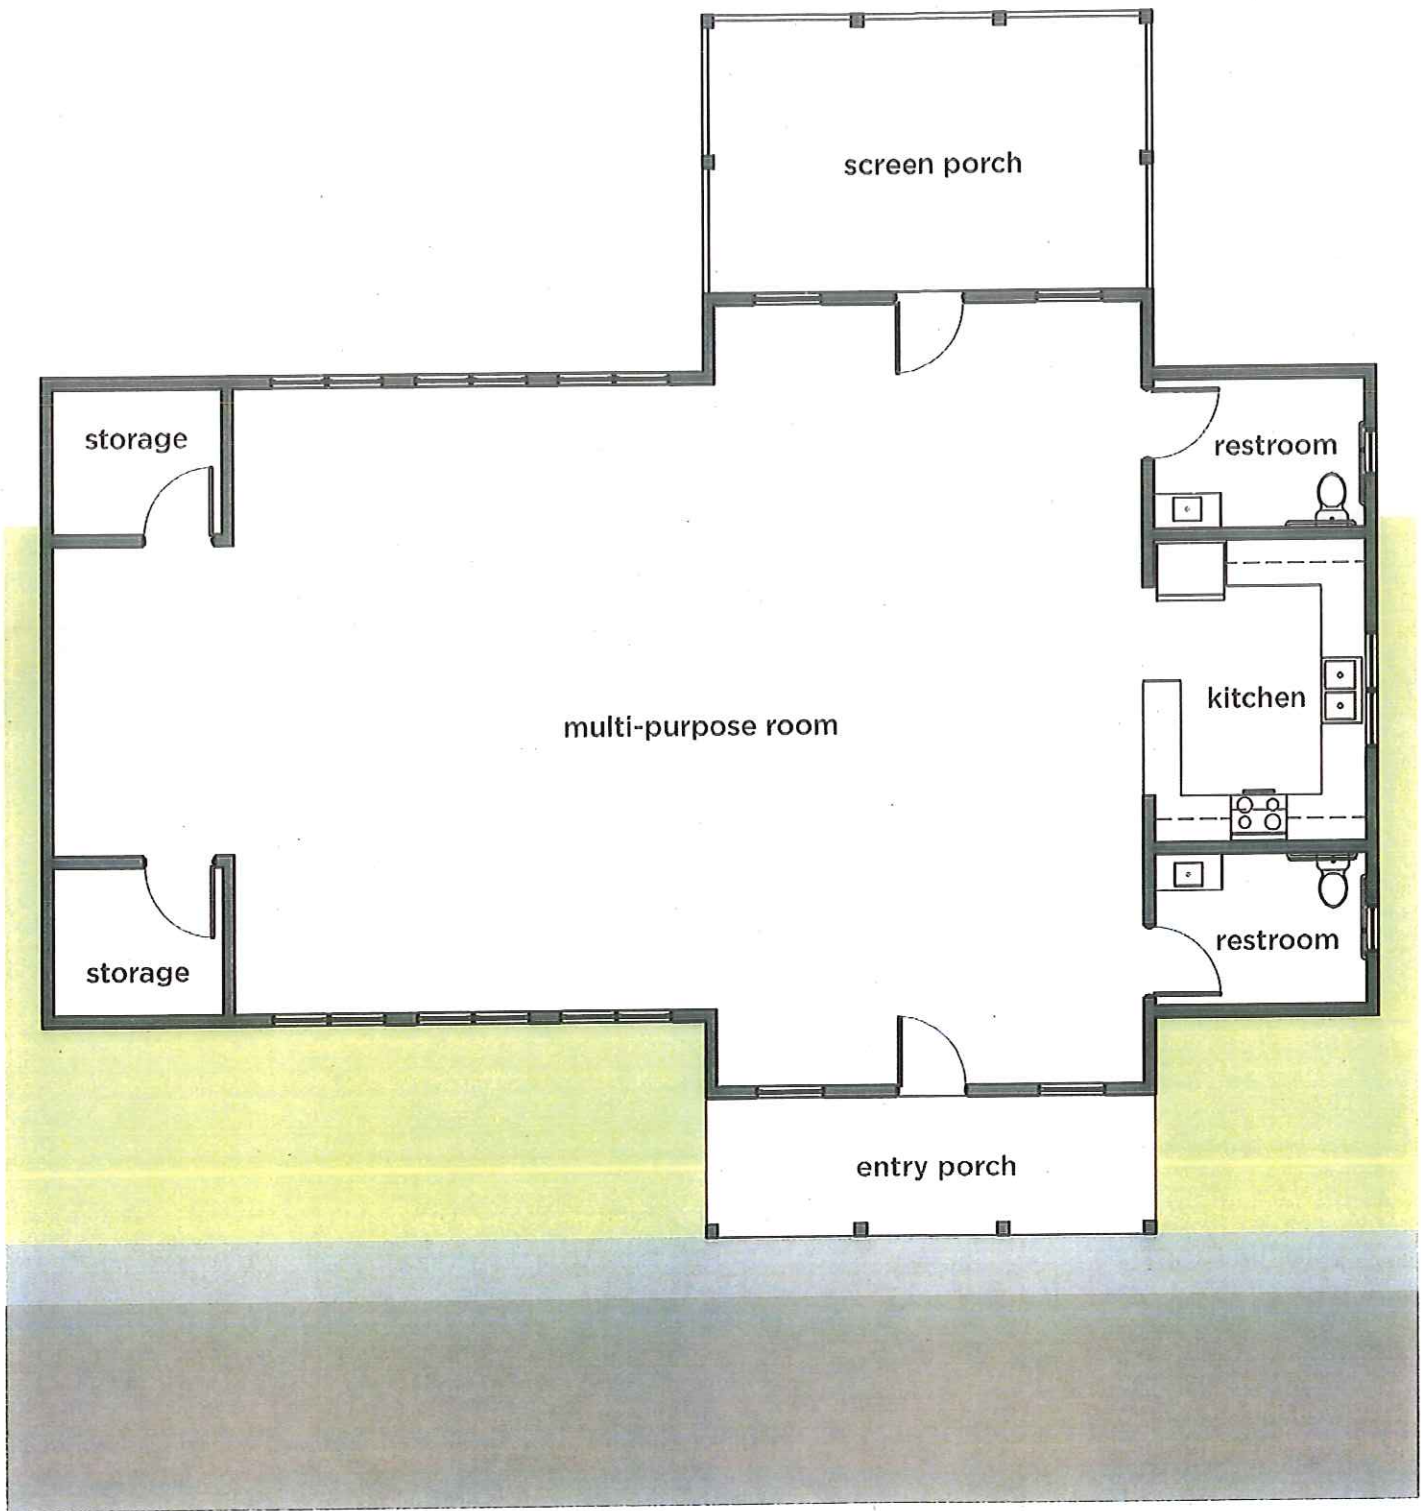 screen porch
storage
restroom
kitchen
multi-purpose room
restroom
storage
entry porch